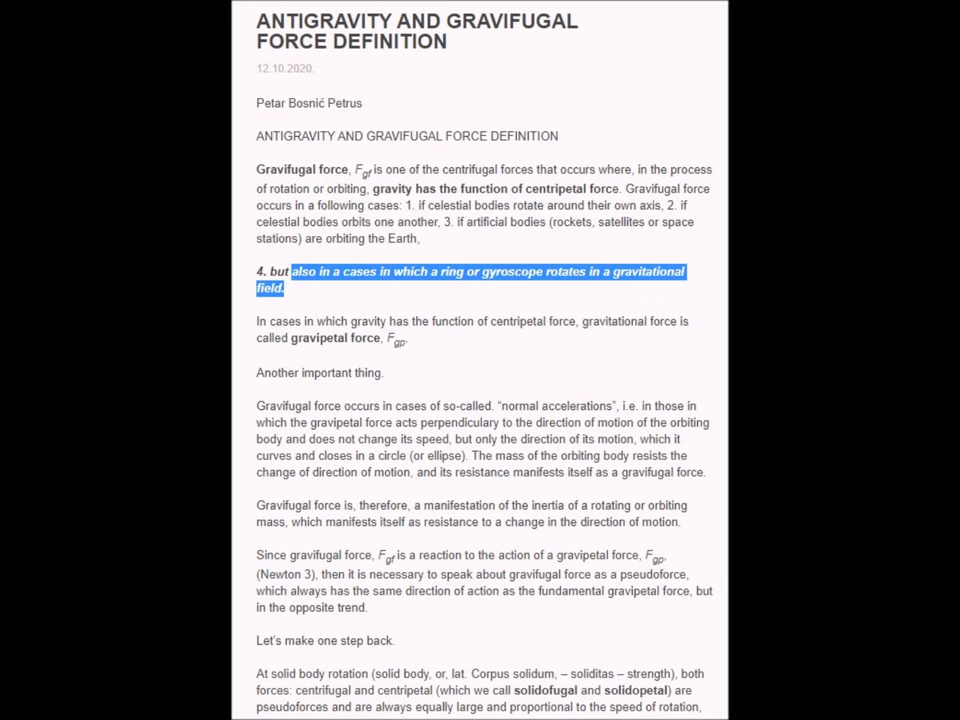 ANTIGRAVITY AND GRAVIFUGAL
FORCE DEFINITION
12.10.2020.
Petar Bosnić Petrus
ANTIGRAVITY AND GRAVIFUGAL FORCE DEFINITION
Gravifugal force, Fgf is one of the centrifugal forces that occurs where, in the process
of rotation or orbiting, gravity has the function of centripetal force. Gravifugal force
occurs in a following cases: 1. if celestial bodies rotate around their own axis, 2. if
celestial bodies orbits one another, 3. if artificial bodies (rockets, satellites or space
stations) are orbiting the Earth,
4. but also in a cases in which a ring or gyroscope rotates in a gravitational
field.
In cases in which gravity has the function of centripetal force, gravitational force is
called gravipetal force, Fgp.
Another important thing.
Gravifugal force occurs in cases of so-called. “normal accelerations”, i.e. in those in
which the gravipetal force acts perpendiculary to the direction of motion of the orbiting
body and does not change its speed, but only the direction of its motion, which it
curves and closes in a circle (or ellipse). The mass of the orbiting body resists the
change of direction of motion, and its resistance manifests itself as a gravifugal force.
Gravifugal force is, therefore, a manifestation of the inertia of a rotating or orbiting
mass, which manifests itself as resistance to a change in the direction of motion.
Since gravifugal force, Fgf is a reaction to the action of a gravipetal force, Fgp,
(Newton 3), then it is necessary to speak about gravifugal force as a pseudoforce,
which always has the same direction of action as the fundamental gravipetal force, but
in the opposite trend.
Let’s make one step back.
At solid body rotation (solid body, or, lat. Corpus solidum, – soliditas – strength), both
forces: centrifugal and centripetal (which we call solidofugal and solidopetal) are
pseudoforces and are always equally large and proportional to the speed of rotation,